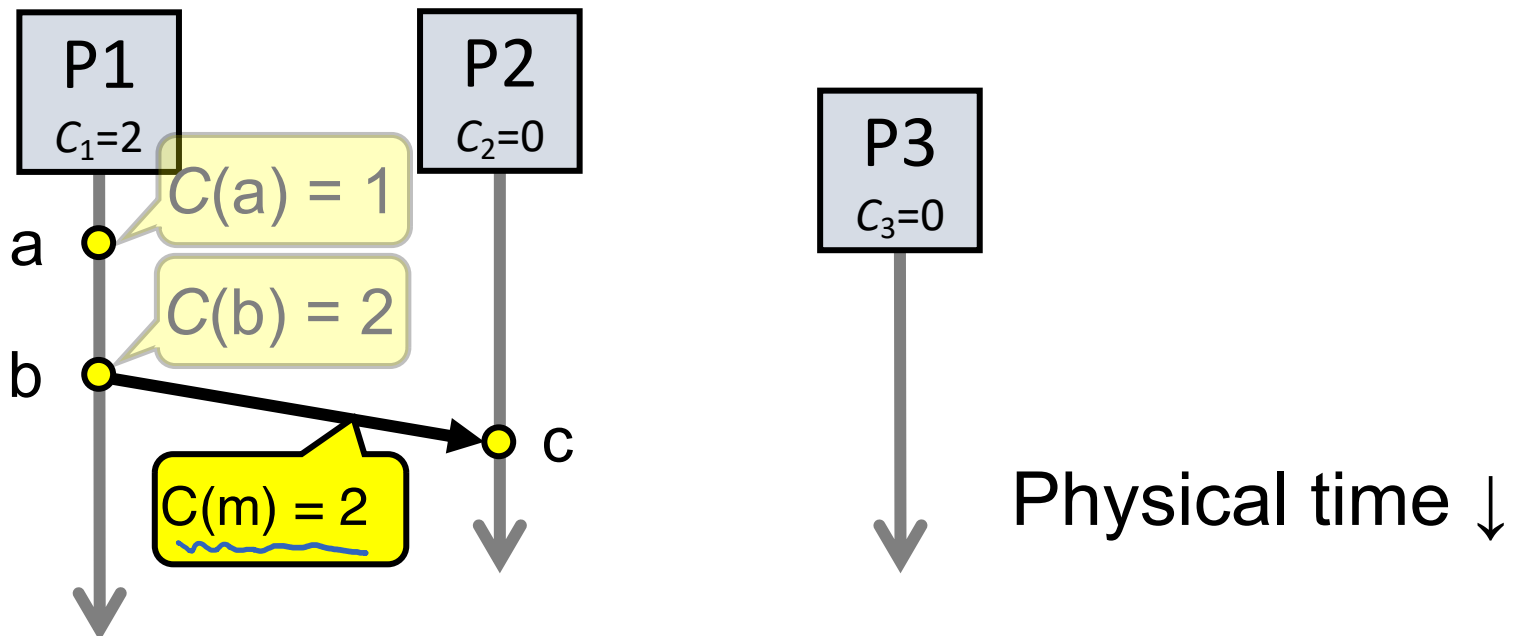 P1
C₁=2
P2
C₂=0
P3
C₃=0
C(a) = 1
a
C(b) = 2
b
c
C(m) = 2
Physical time ↓